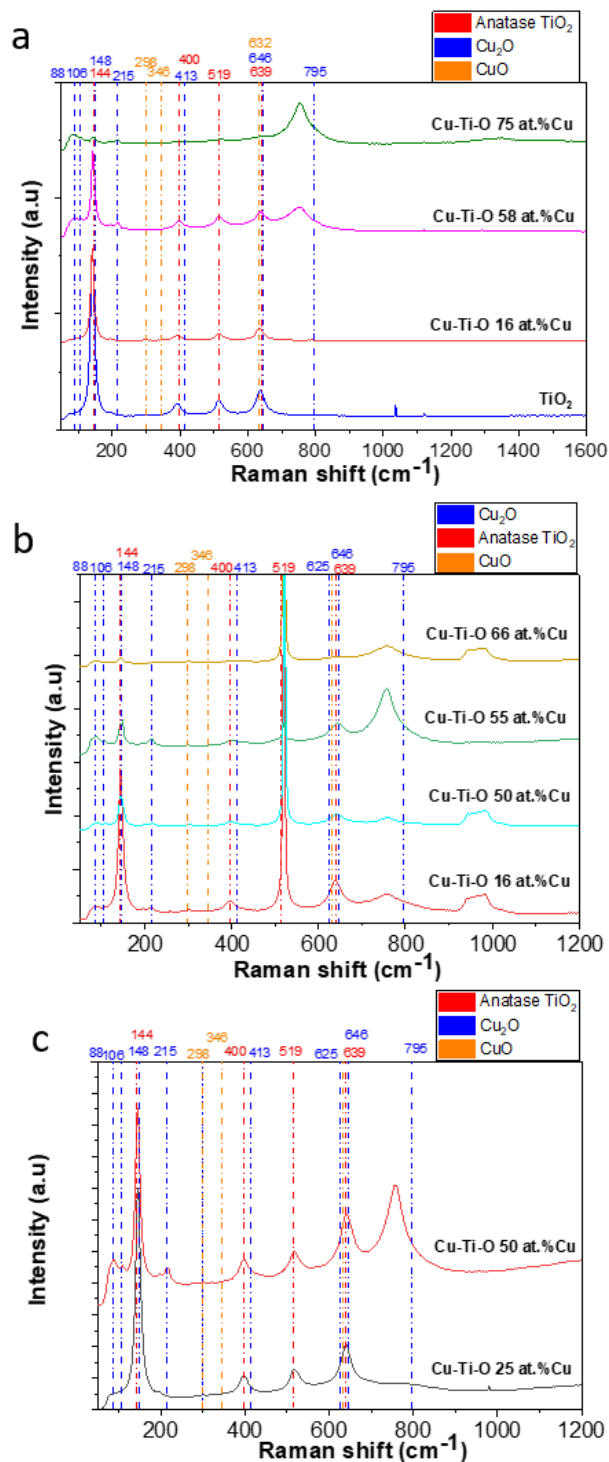 a
Anatase TiO₂
Cu₂O
CuO
632
148 298 400 646
88 106 144 215 346 413 519 639 795
Cu-Ti-O 75 at.%Cu
Cu-Ti-O 58 at.%Cu
Cu-Ti-O 16 at.%Cu
TiO₂
Intensity (a.u)
200 400 600 800 1000 1200 1400 1600
Raman shift (cm⁻¹)
b
Cu₂O
Anatase TiO₂
CuO
144 346 646
88 106 148 215 298 400 413 519 625 639 795
Cu-Ti-O 66 at.%Cu
Cu-Ti-O 55 at.%Cu
Cu-Ti-O 50 at.%Cu
Cu-Ti-O 16 at.%Cu
Intensity (a.u)
200 400 600 800 1000 1200
Raman shift (cm⁻¹)
c
Anatase TiO₂
Cu₂O
CuO
144 346 646
88 106 148 215 298 400 413 519 625 639 795
Cu-Ti-O 50 at.%Cu
Cu-Ti-O 25 at.%Cu
Intensity (a.u)
200 400 600 800 1000 1200
Raman shift (cm⁻¹)